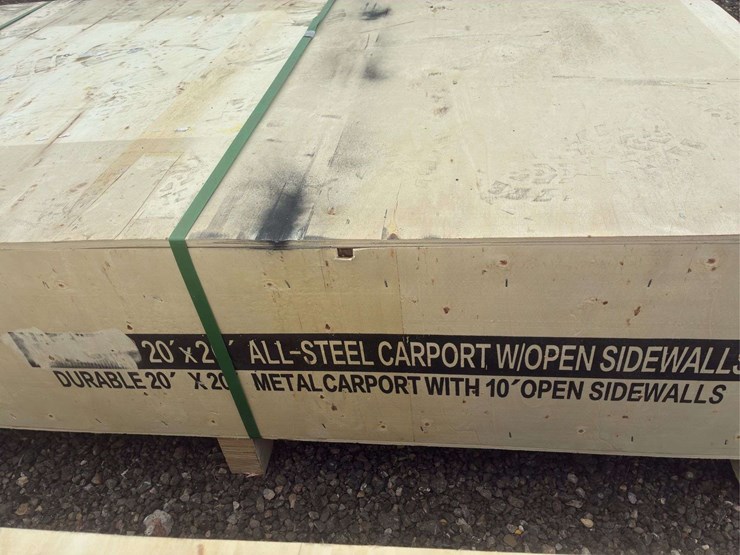 20' x 2 ' ALL-STEEL CARPORT W/OPEN SIDEWALLS
DURABLE 20' X 20 METAL CARPORT WITH 10' OPEN SIDEWALLS